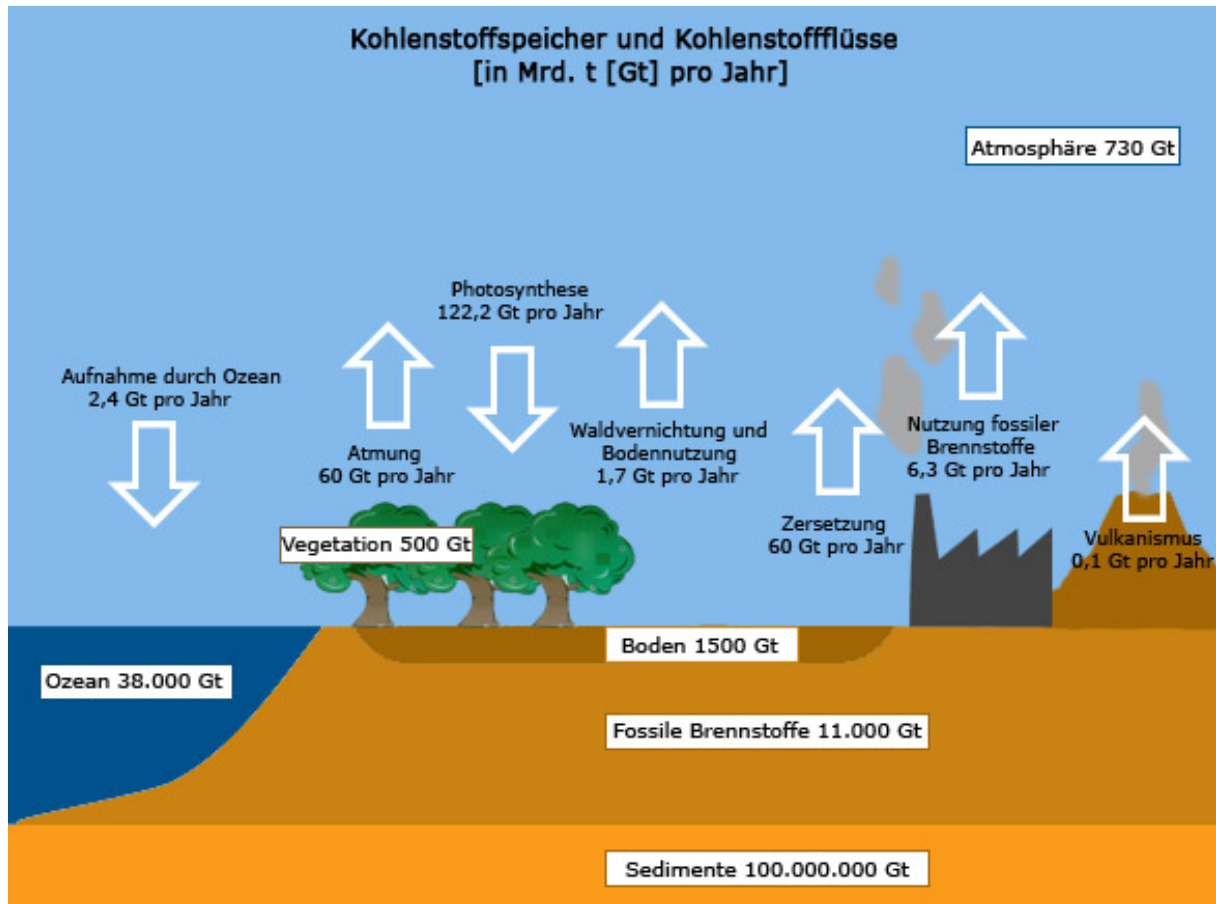 Kohlenstoffspeicher und Kohlenstoffflüsse
[in Mrd. t [Gt] pro Jahr]
Atmosphäre 730 Gt
Photosynthese
122,2 Gt pro Jahr
Aufnahme durch Ozean
2,4 Gt pro Jahr
Atmung
60 Gt pro Jahr
Waldvernichtung und
Bodennutzung
1,7 Gt pro Jahr
Nutzung fossiler
Brennstoffe
6,3 Gt pro Jahr
Zersetzung
60 Gt pro Jahr
Vulkanismus
0,1 Gt pro Jahr
Vegetation 500 Gt
Boden 1500 Gt
Ozean 38.000 Gt
Fossile Brennstoffe 11.000 Gt
Sedimente 100.000.000 Gt